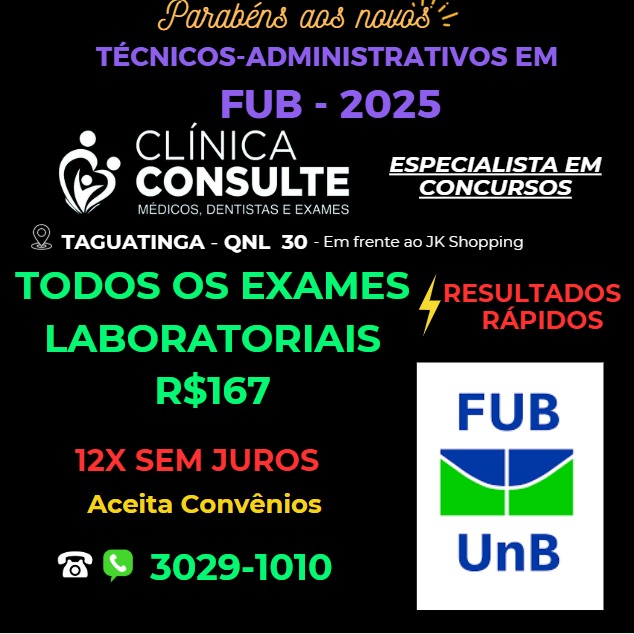 Parabéns aos novos
TÉCNICOS-ADMINISTRATIVOS EM
FUB - 2025
CLÍNICA
CONSULTE
MÉDICOS, DENTISTAS E EXAMES
ESPECIALISTA EM
CONCURSOS
TAGUATINGA - QNL 30 - Em frente ao JK Shopping
TODOS OS EXAMES
LABORATORIAIS
R$167
RESULTADOS
RÁPIDOS
12X SEM JUROS
Aceita Convênios
3029-1010
FUB
UnB